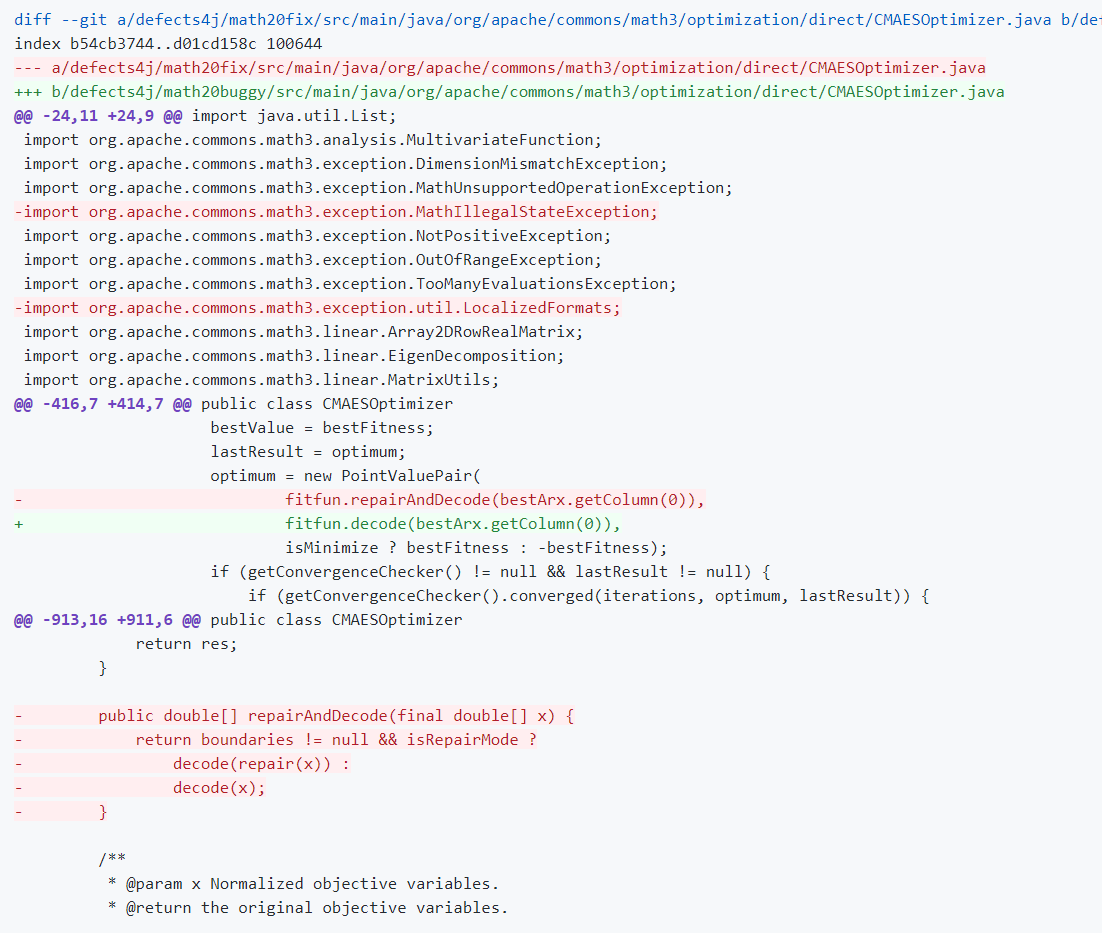 diff --git a/defects4j/math20fix/src/main/java/org/apache/commons/math3/optimization/direct/CMAESOptimizer.java b/def
index b54cb3744..d01cd158c 100644
--- a/defects4j/math20fix/src/main/java/org/apache/commons/math3/optimization/direct/CMAESOptimizer.java
+++ b/defects4j/math20buggy/src/main/java/org/apache/commons/math3/optimization/direct/CMAESOptimizer.java
@@ -24,11 +24,9 @@ import java.util.List;
 import org.apache.commons.math3.analysis.MultivariateFunction;
 import org.apache.commons.math3.exception.DimensionMismatchException;
 import org.apache.commons.math3.exception.MathUnsupportedOperationException;
-import org.apache.commons.math3.exception.MathIllegalStateException;
 import org.apache.commons.math3.exception.NotPositiveException;
 import org.apache.commons.math3.exception.OutOfRangeException;
 import org.apache.commons.math3.exception.TooManyEvaluationsException;
-import org.apache.commons.math3.exception.util.LocalizedFormats;
 import org.apache.commons.math3.linear.Array2DRowRealMatrix;
 import org.apache.commons.math3.linear.EigenDecomposition;
 import org.apache.commons.math3.linear.MatrixUtils;
@@ -416,7 +414,7 @@ public class CMAESOptimizer
                     bestValue = bestFitness;
                     lastResult = optimum;
                     optimum = new PointValuePair(
-                            fitfun.repairAndDecode(bestArx.getColumn(0)),
+                            fitfun.decode(bestArx.getColumn(0)),
                             isMinimize ? bestFitness : -bestFitness);
                     if (getConvergenceChecker() != null && lastResult != null) {
                         if (getConvergenceChecker().converged(iterations, optimum, lastResult)) {
@@ -913,16 +911,6 @@ public class CMAESOptimizer
             return res;
         }

-        public double[] repairAndDecode(final double[] x) {
-            return boundaries != null && isRepairMode ?
-                decode(repair(x)) :
-                decode(x);
-        }

         /**
          * @param x Normalized objective variables.
          * @return the original objective variables.